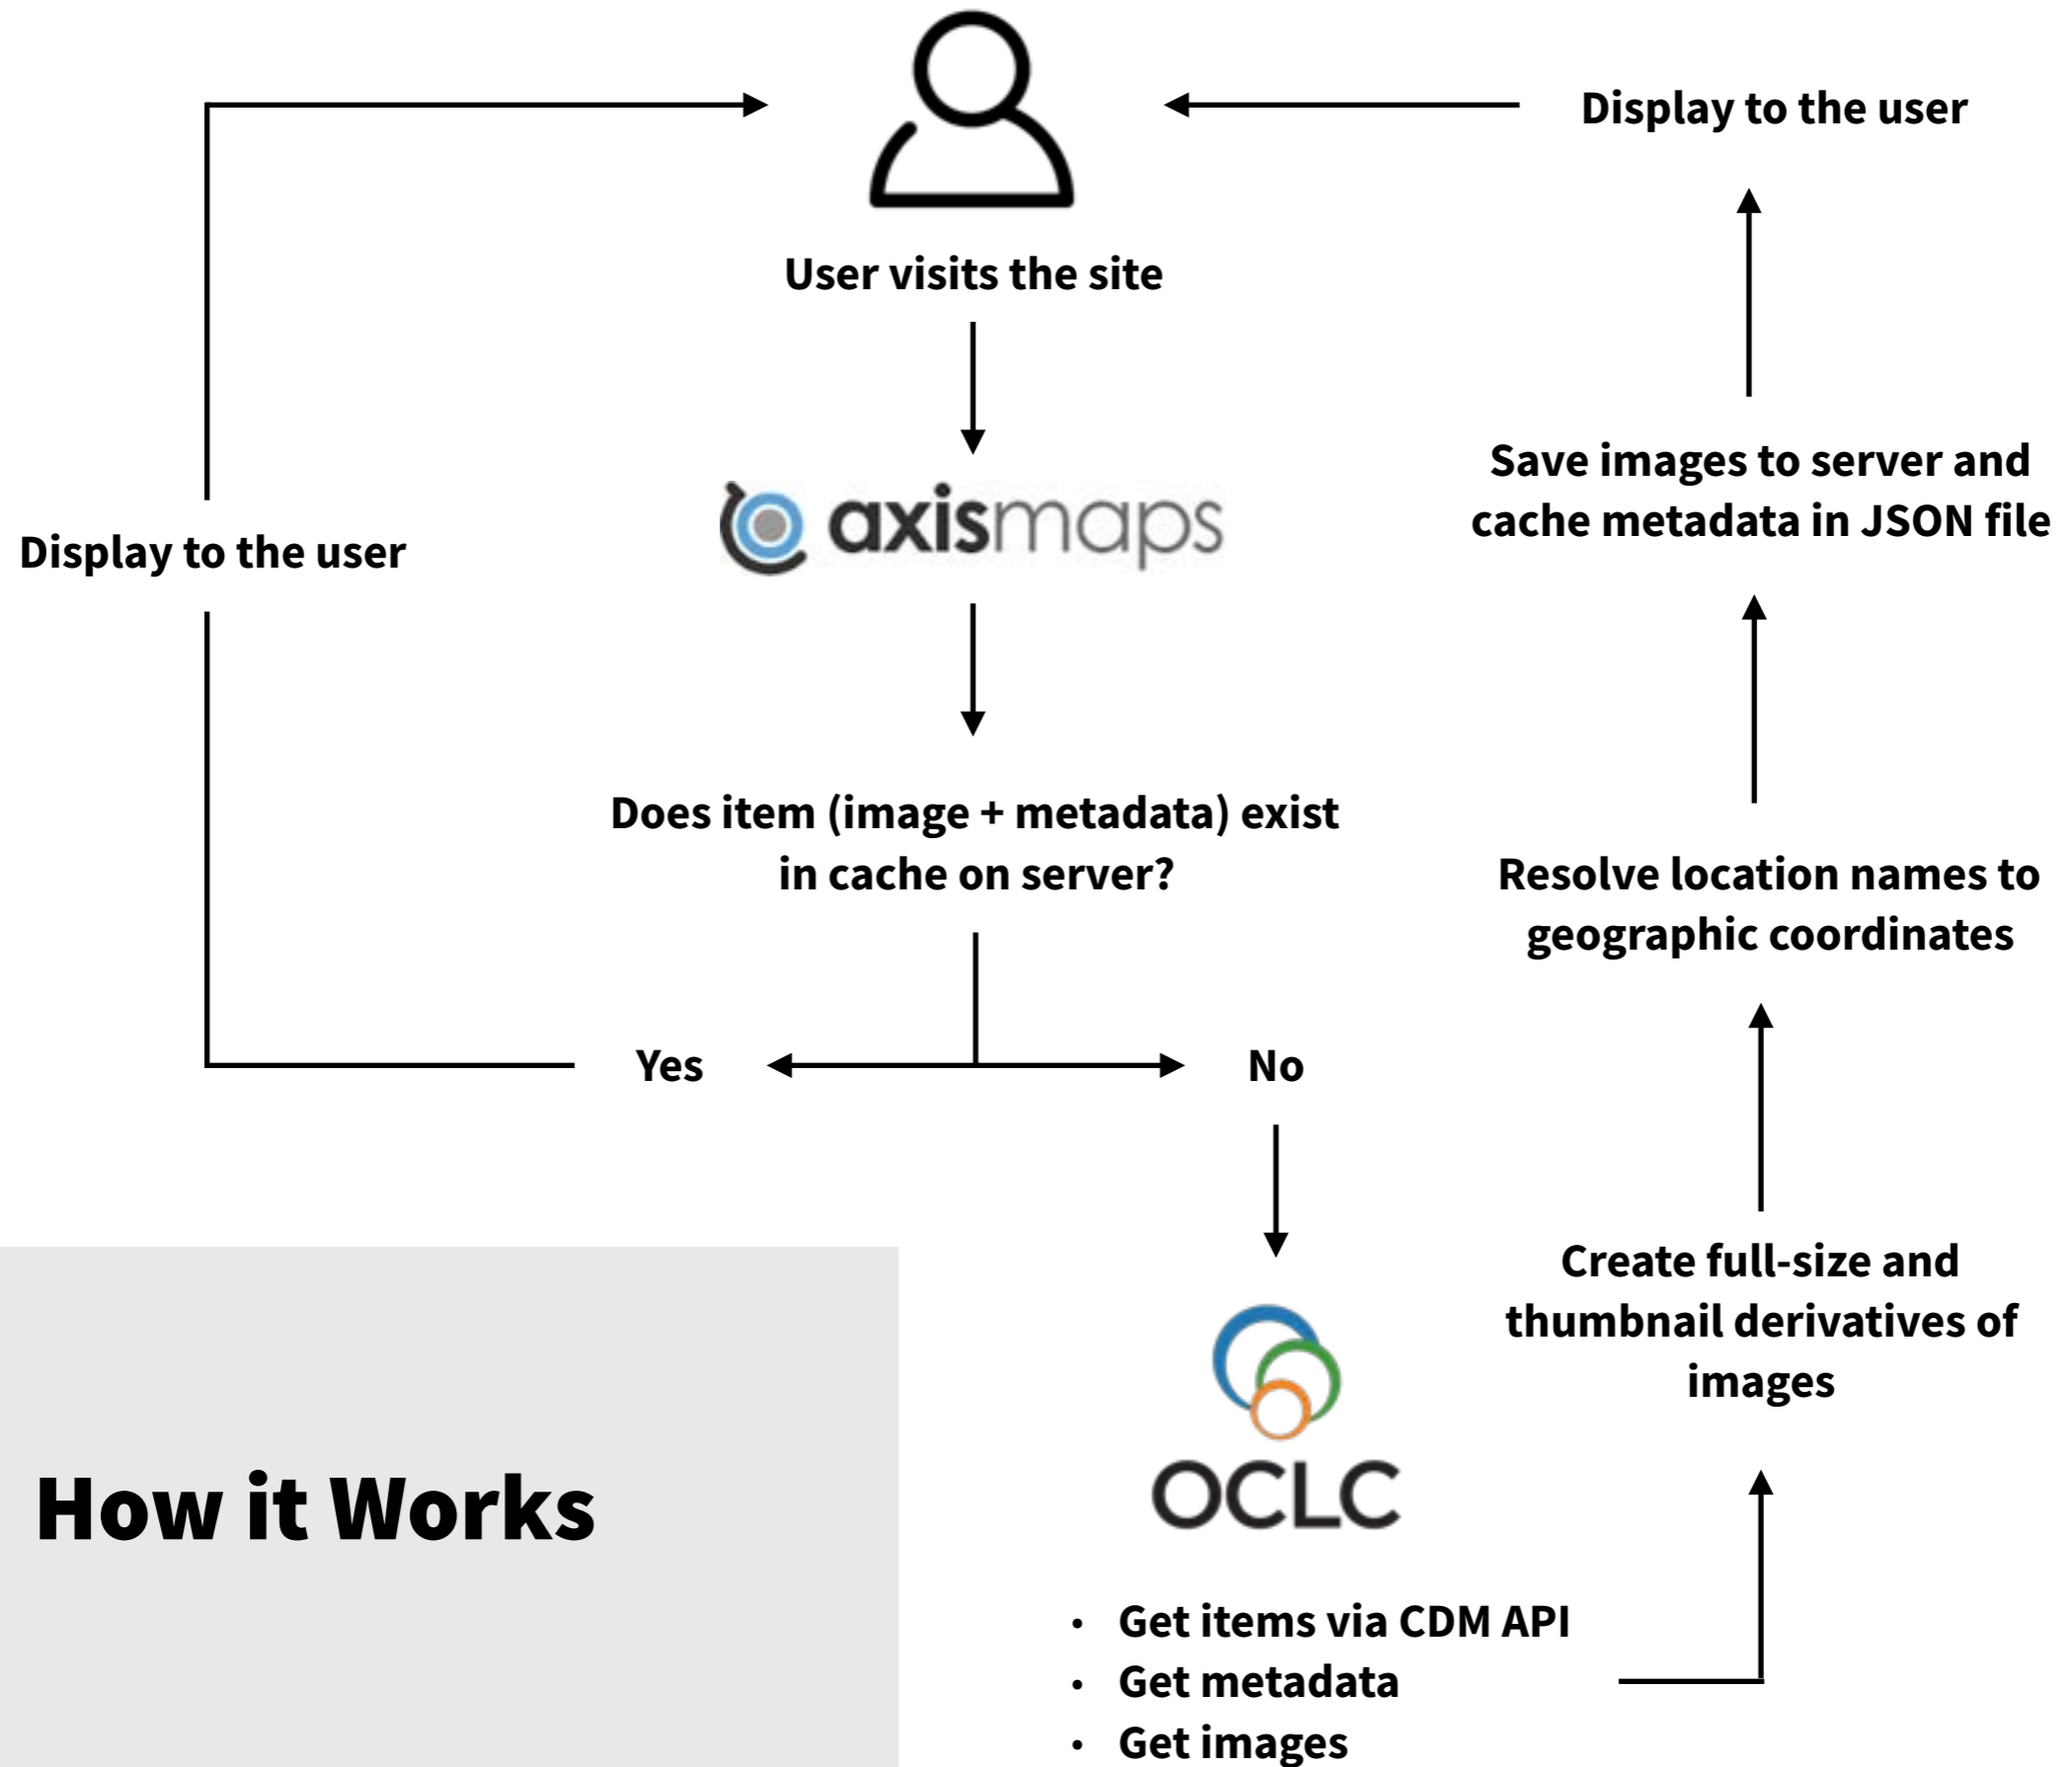 Display to the user
User visits the site
axismaps
Save images to server and
cache metadata in JSON file
Display to the user
Does item (image + metadata) exist
in cache on server?
Resolve location names to
geographic coordinates
Yes
No
Create full-size and
thumbnail derivatives of
images
OCLC
How it Works
• Get items via CDM API
• Get metadata
• Get images